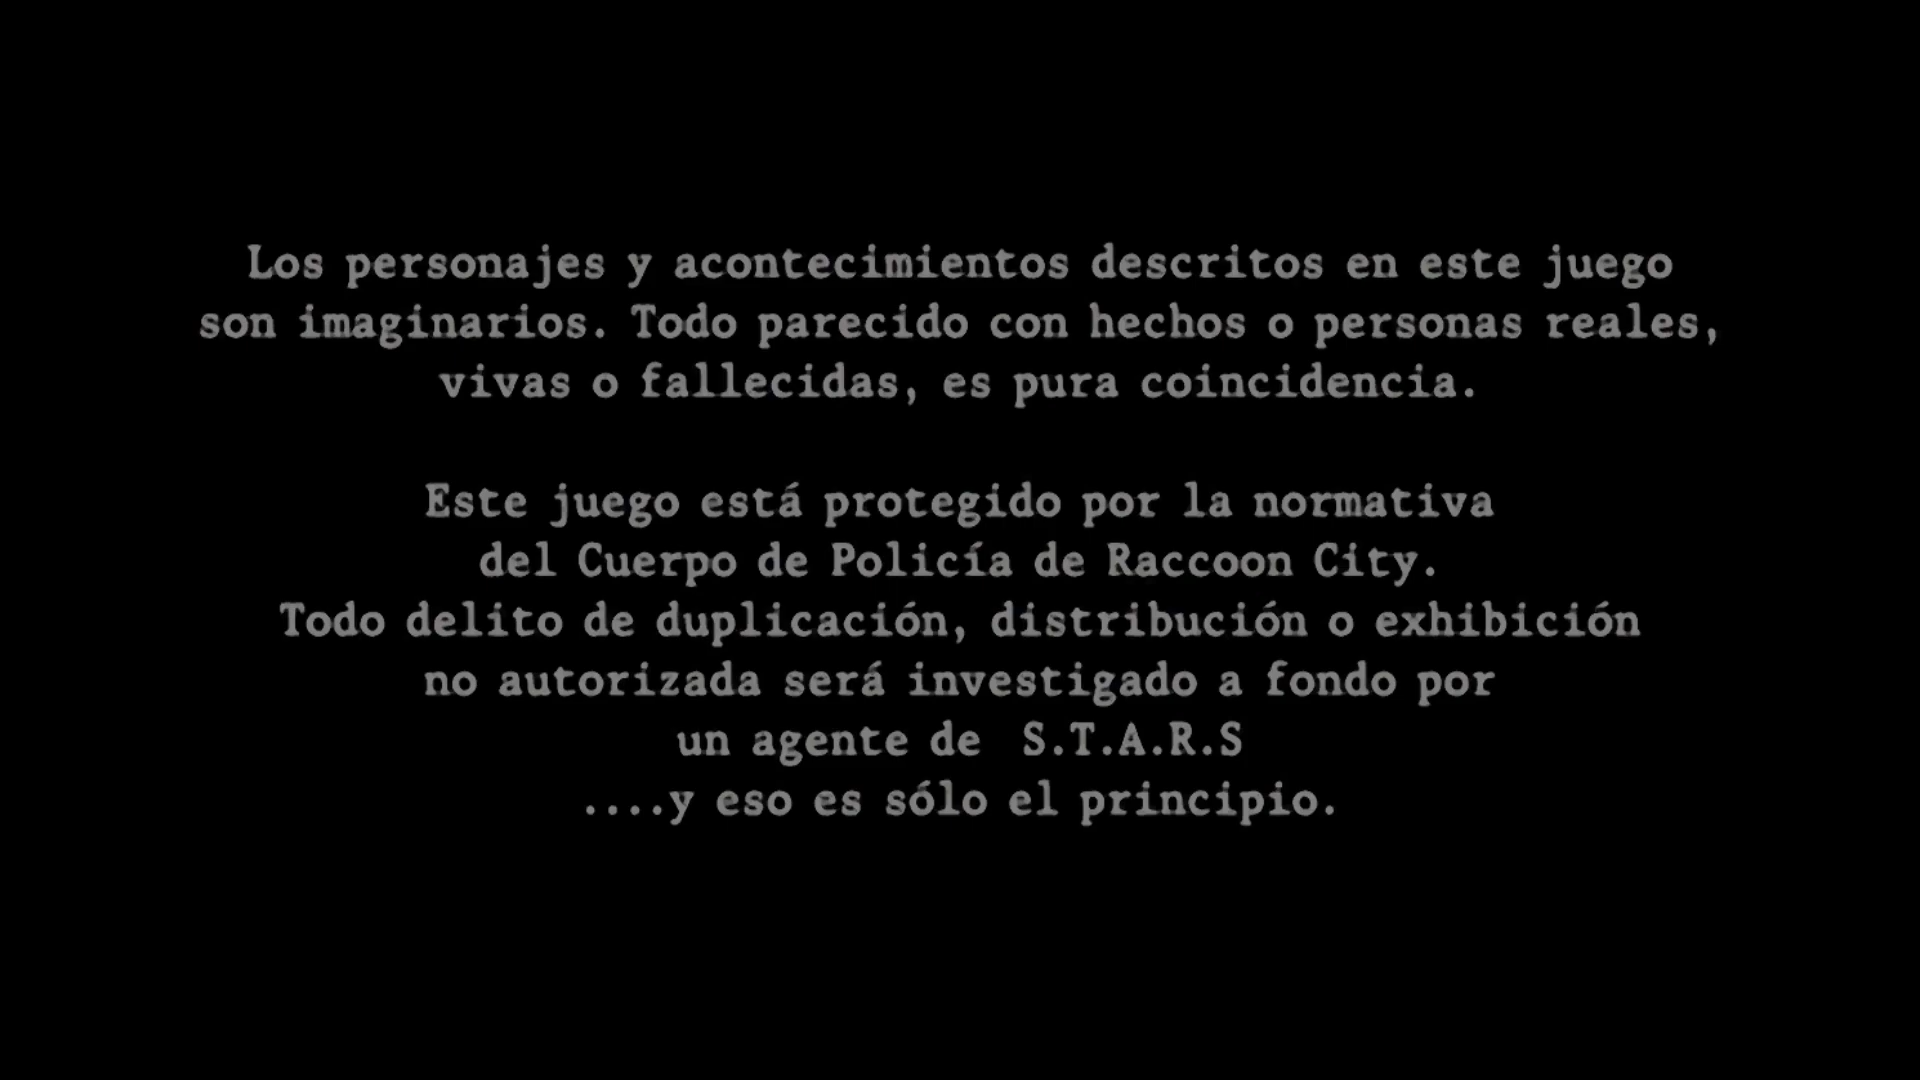 Los personajes y acontecimientos descritos en este juego
son imaginarios. Todo parecido con hechos o personas reales,
vivas o fallecidas, es pura coincidencia.
Este juego está protegido por la normativa
del Cuerpo de Policía de Raccoon City.
Todo delito de duplicación, distribución o exhibición
no autorizada será investigado a fondo por
un agente de  S.T.A.R.S
....y eso es sólo el principio.